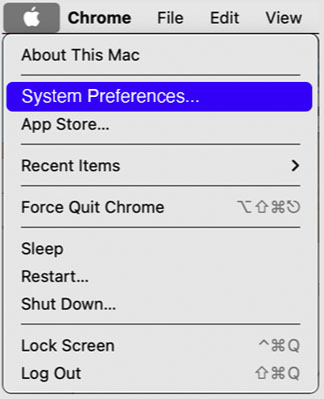 Chrome File Edit View
About This Mac
System Preferences...
App Store...
Recent Items
Force Quit Chrome ⌥⇧⌘⎋
Sleep
Restart...
Shut Down...
Lock Screen ^⌘Q
Log Out ⇧⌘Q